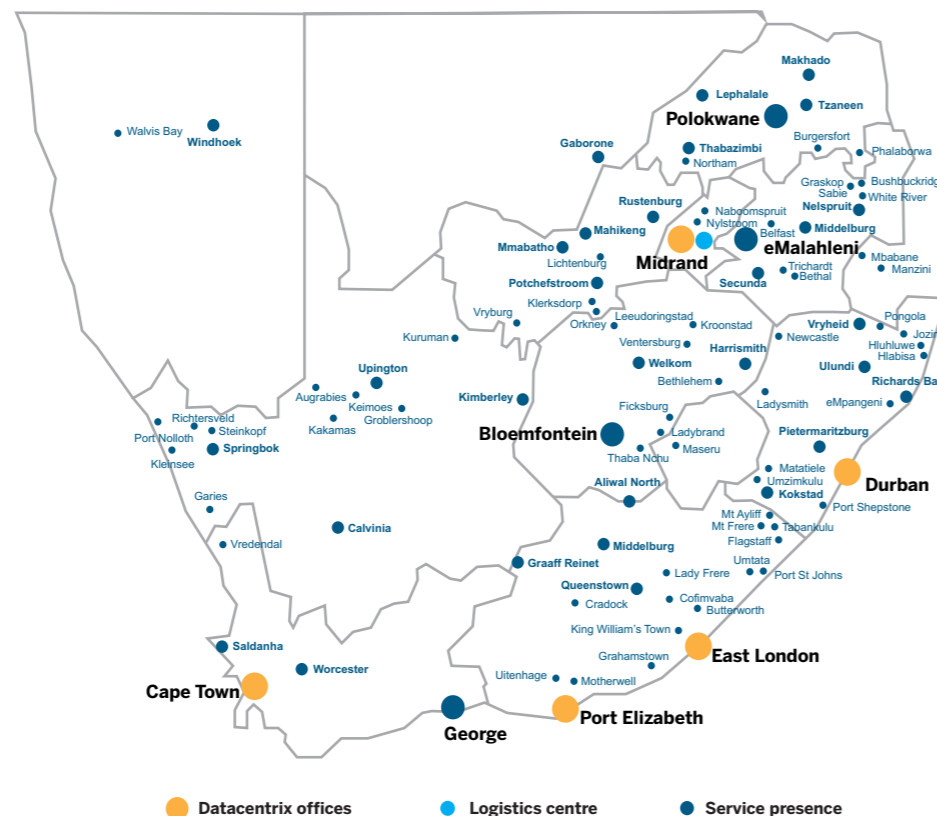 Makhado
Lephalale
Tzaneen
Polokwane
Walvis Bay
Windhoek
Burgersfort
Gaborone
Thabazimbi
Phalaborwa
Northam
Graskop
Bushbuckridg
Sabie
White River
Rustenburg
Naboomspruit
Nelspruit
Nylstroom
Belfast
Middelburg
Mahikeng
Mmabatho
eMalahleni
Lichtenburg
Midrand
Mbabane
Manzini
Trichardt
Bethal
Secunda
Potchefstroom
Klerksdorp
Vryburg
Orkney
Leeudoringstad
Kroonstad
Vryheid
Pongola
Jozin
Newcastle
Kuruman
Ventersburg
Harrismith
Hluhluwe
Hlabisa
Welkom
Ulundi
Upington
Bethlehem
Richards Ba
Augrabies
Keimoes
Kimberley
Ladysmith
eMpangeni
Groblershoop
Kakamas
Ficksburg
Richtersveld
Steinkopf
Port Nolloth
Bloemfontein
Ladybrand
Pietermaritzburg
Springbok
Maseru
Kleinsee
Thaba Nchu
Matatiele
Umzimkulu
Durban
Aliwal North
Kokstad
Garies
Port Shepstone
Mt Ayliff
Calvinia
Mt Frere
Tabankulu
Vredendal
Middelburg
Flagstaff
Graaff Reinet
Umtata
Lady Frere
Port St Johns
Queenstown
Cofimvaba
Cradock
Butterworth
King William's Town
Saldanha
East London
Worcester
Grahamstown
Uitenhage
Motherwell
Cape Town
Port Elizabeth
George
Datacentrix offices
Logistics centre
Service presence